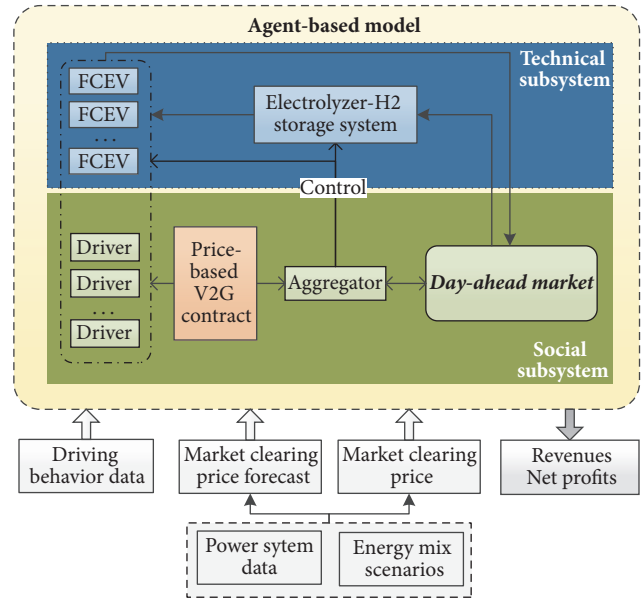 Agent-based model
Technical
subsystem
FCEV
FCEV
...
FCEV
Electrolyzer-H2
storage system
Control
Driver
Driver
...
Driver
Price-
based
V2G
contract
Aggregator
Day-ahead market
Social
subsystem
Driving
behavior data
Market clearing
price forecast
Market clearing
price
Revenues
Net profits
Power sytem
data
Energy mix
scenarios